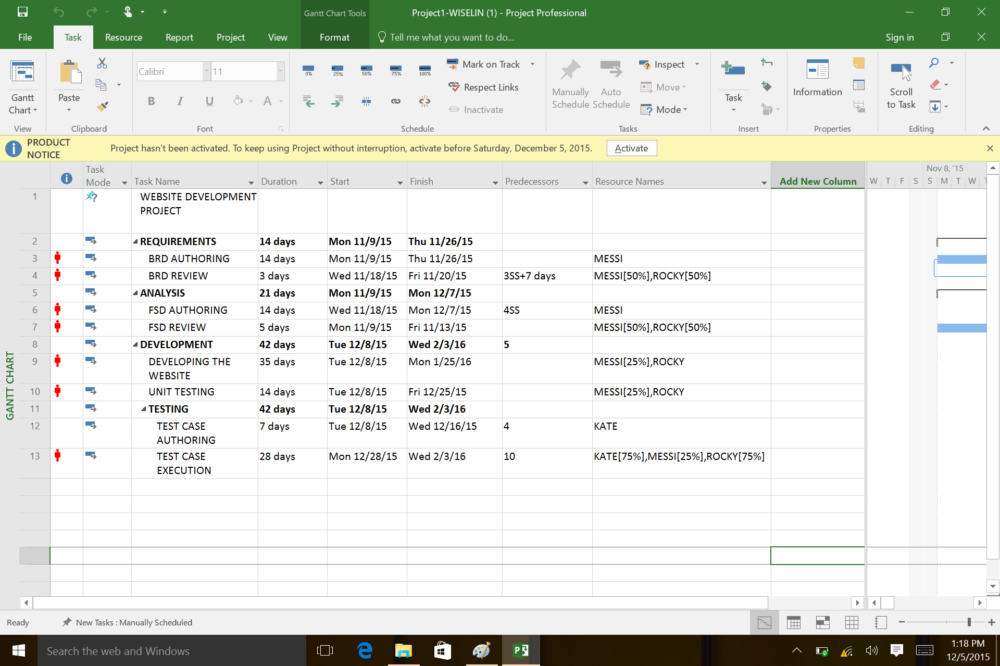 Gantt Chart Tools
Project1-WISELIN (1) - Project Professional
File Task Resource Report Project View Format Tell me what you want to do... Sign in
Gantt Chart
View
Paste
Clipboard
Calibri 11
B I U A
Font
0% 25% 50% 75% 100%
Mark on Track
Respect Links
Inactivate
Schedule
Manually Schedule
Auto Schedule
Inspect
Move
Mode
Tasks
Task
Insert
Information
Properties
Scroll to Task
Editing
PRODUCT NOTICE
Project hasn't been activated. To keep using Project without interruption, activate before Saturday, December 5, 2015.
Activate
Task Mode Task Name Duration Start Finish Predecessors Resource Names Add New Column
Nov 8, '15
W T F S S M T W T
1 WEBSITE DEVELOPMENT PROJECT
2 REQUIREMENTS 14 days Mon 11/9/15 Thu 11/26/15
3 BRD AUTHORING 14 days Mon 11/9/15 Thu 11/26/15 MESSI
4 BRD REVIEW 3 days Wed 11/18/15 Fri 11/20/15 3SS+7 days MESSI[50%],ROCKY[50%]
5 ANALYSIS 21 days Mon 11/9/15 Mon 12/7/15
6 FSD AUTHORING 14 days Wed 11/18/15 Mon 12/7/15 4SS MESSI
7 FSD REVIEW 5 days Mon 11/9/15 Fri 11/13/15 MESSI[50%],ROCKY[50%]
8 DEVELOPMENT 42 days Tue 12/8/15 Wed 2/3/16 5
9 DEVELOPING THE WEBSITE 35 days Tue 12/8/15 Mon 1/25/16 MESSI[25%],ROCKY
10 UNIT TESTING 14 days Tue 12/8/15 Fri 12/25/15 MESSI[25%],ROCKY
11 TESTING 42 days Tue 12/8/15 Wed 2/3/16
12 TEST CASE AUTHORING 7 days Tue 12/8/15 Wed 12/16/15 4 KATE
13 TEST CASE EXECUTION 28 days Mon 12/28/15 Wed 2/3/16 10 KATE[75%],MESSI[25%],ROCKY[75%]
GANTT CHART
Ready
New Tasks : Manually Scheduled
Search the web and Windows
1:18 PM
12/5/2015